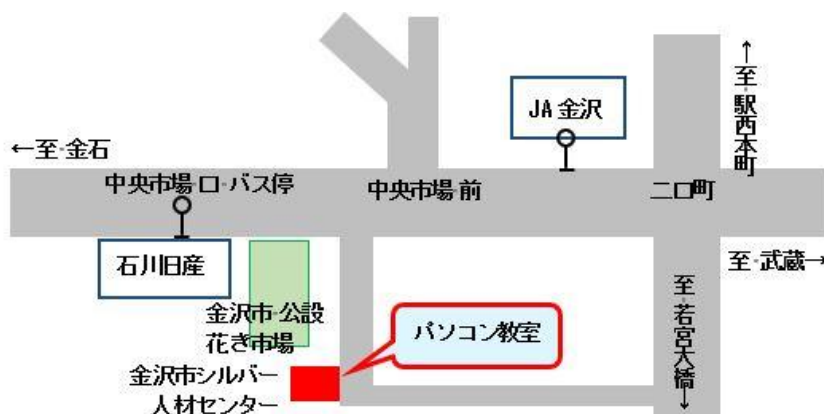 JA金沢
←至・駅西本町→
←至・金石
中央市場・口・バス停
中央市場・前
二口町
石川日産
至・武蔵→
至・若宮大橋→
金沢市・公設
花き市場
パソコン教室
金沢市シルバー
人材センター